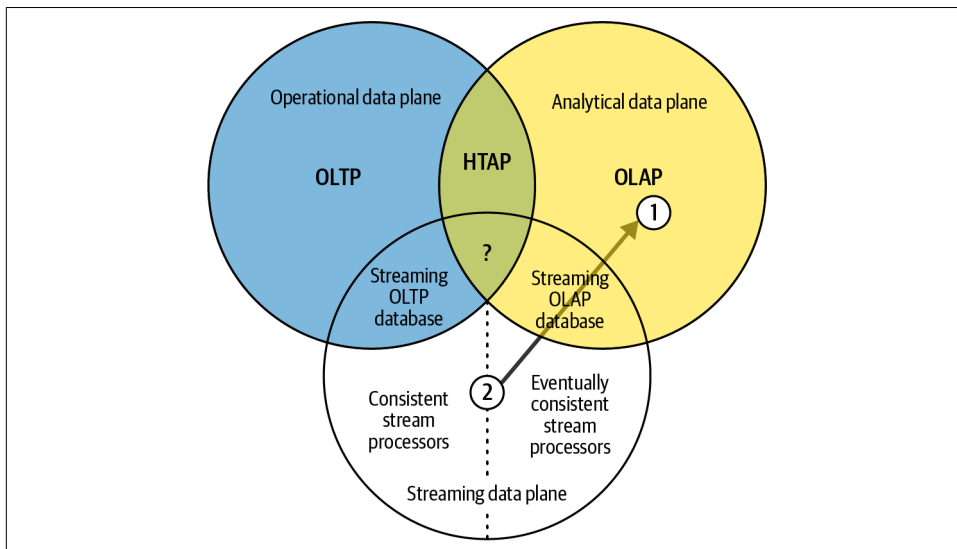 Operational data plane
Analytical data plane
HTAP
OLTP
OLAP
1
?
Streaming
OLTP
database
Streaming
OLAP
database
2
Consistent
stream
processors
Eventually
consistent
stream
processors
Streaming data plane